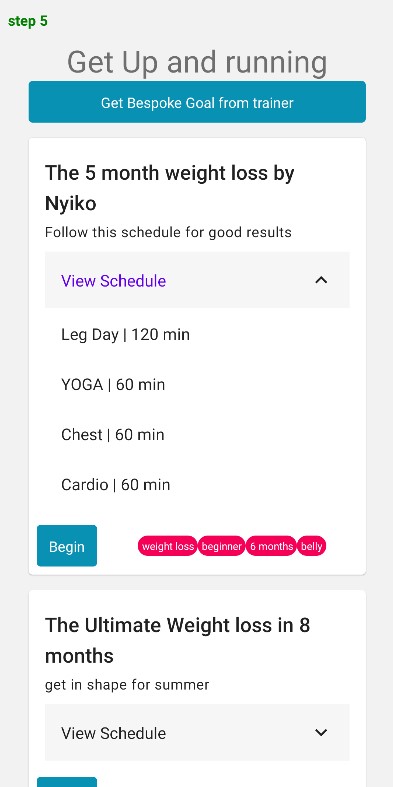 step 5
Get Up and running
Get Bespoke Goal from trainer
The 5 month weight loss by
Nyiko
Follow this schedule for good results
View Schedule
Leg Day | 120 min
YOGA | 60 min
Chest | 60 min
Cardio | 60 min
Begin
weight loss beginner 6 months belly
The Ultimate Weight loss in 8
months
get in shape for summer
View Schedule